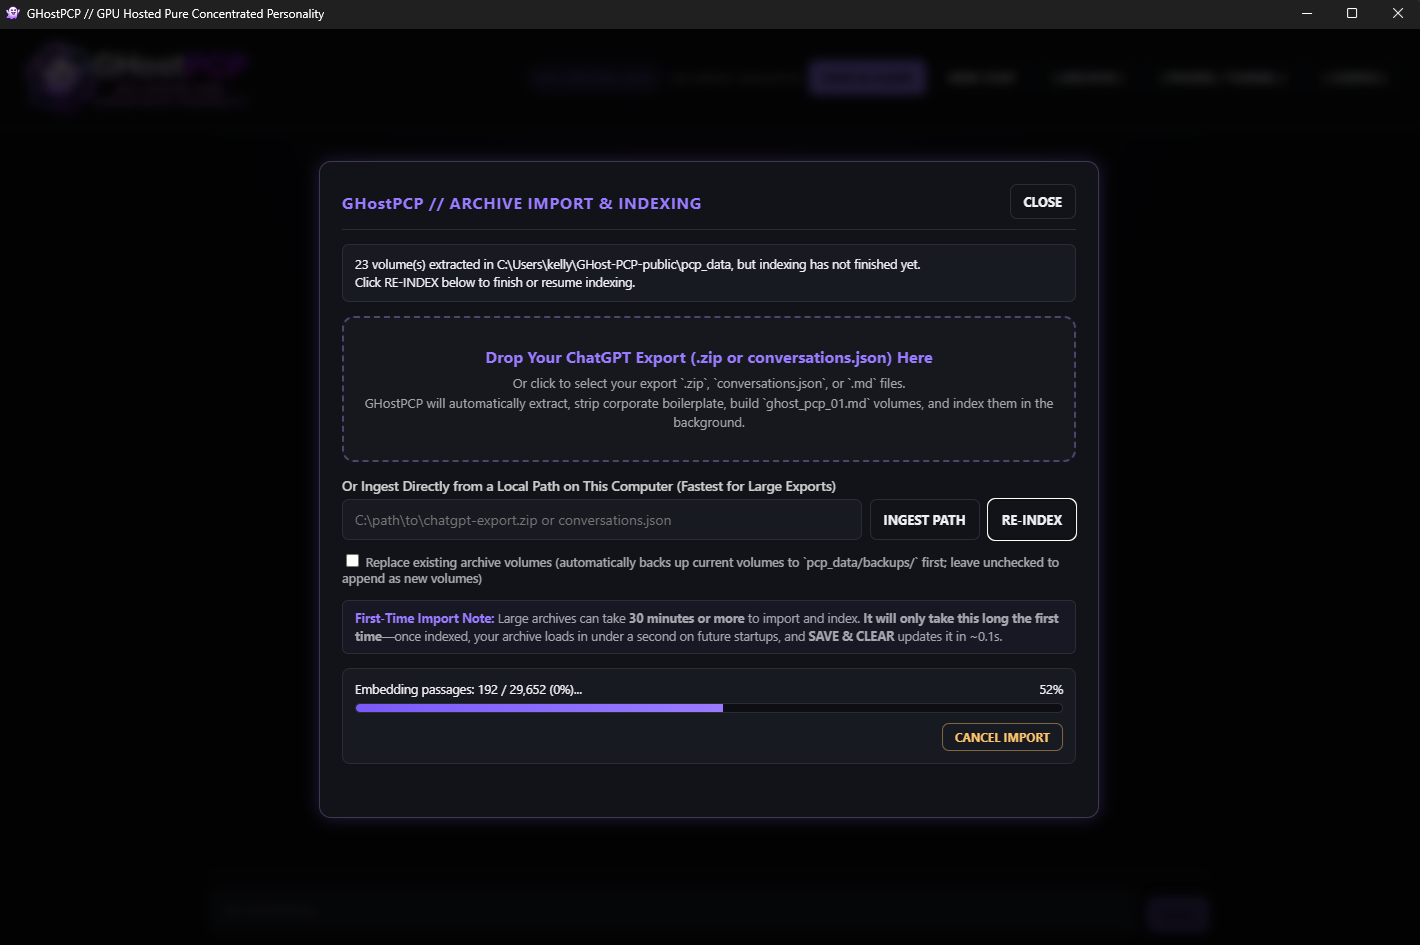 GHostPCP // GPU Hosted Pure Concentrated Personality
GHostPCP // ARCHIVE IMPORT & INDEXING
CLOSE
23 volume(s) extracted in C:\Users\kelly\GHost-PCP-public\pcp_data, but indexing has not finished yet.
Click RE-INDEX below to finish or resume indexing.
Drop Your ChatGPT Export (.zip or conversations.json) Here
Or click to select your export `.zip`, `conversations.json`, or `.md` files.
GHostPCP will automatically extract, strip corporate boilerplate, build `ghost_pcp_01.md` volumes, and index them in the
background.
Or Ingest Directly from a Local Path on This Computer (Fastest for Large Exports)
C:\path\to\chatgpt-export.zip or conversations.json
INGEST PATH
RE-INDEX
Replace existing archive volumes (automatically backs up current volumes to `pcp_data/backups/` first; leave unchecked to
append as new volumes)
First-Time Import Note: Large archives can take 30 minutes or more to import and index. It will only take this long the first
time—once indexed, your archive loads in under a second on future startups, and SAVE & CLEAR updates it in ~0.1s.
Embedding passages: 192 / 29,652 (0%)...
52%
CANCEL IMPORT